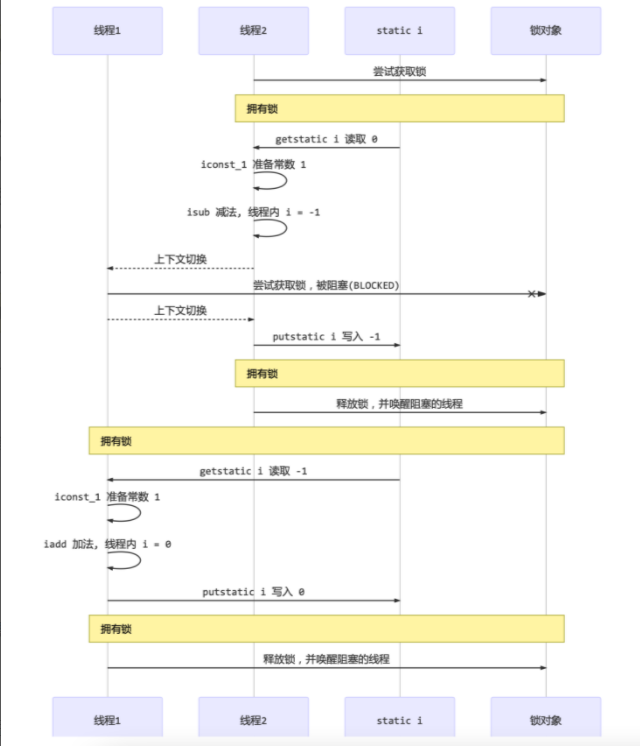 线程1 线程2 static i 锁对象
尝试获取锁
拥有锁
getstatic i 读取 0
iconst_1 准备常数 1
isub 减法, 线程内 i = -1
上下文切换
尝试获取锁，被阻塞(BLOCKED)
上下文切换
putstatic i 写入 -1
拥有锁
释放锁，并唤醒阻塞的线程
拥有锁
getstatic i 读取 -1
iconst_1 准备常数 1
iadd 加法, 线程内 i = 0
putstatic i 写入 0
拥有锁
释放锁，并唤醒阻塞的线程
线程1 线程2 static i 锁对象